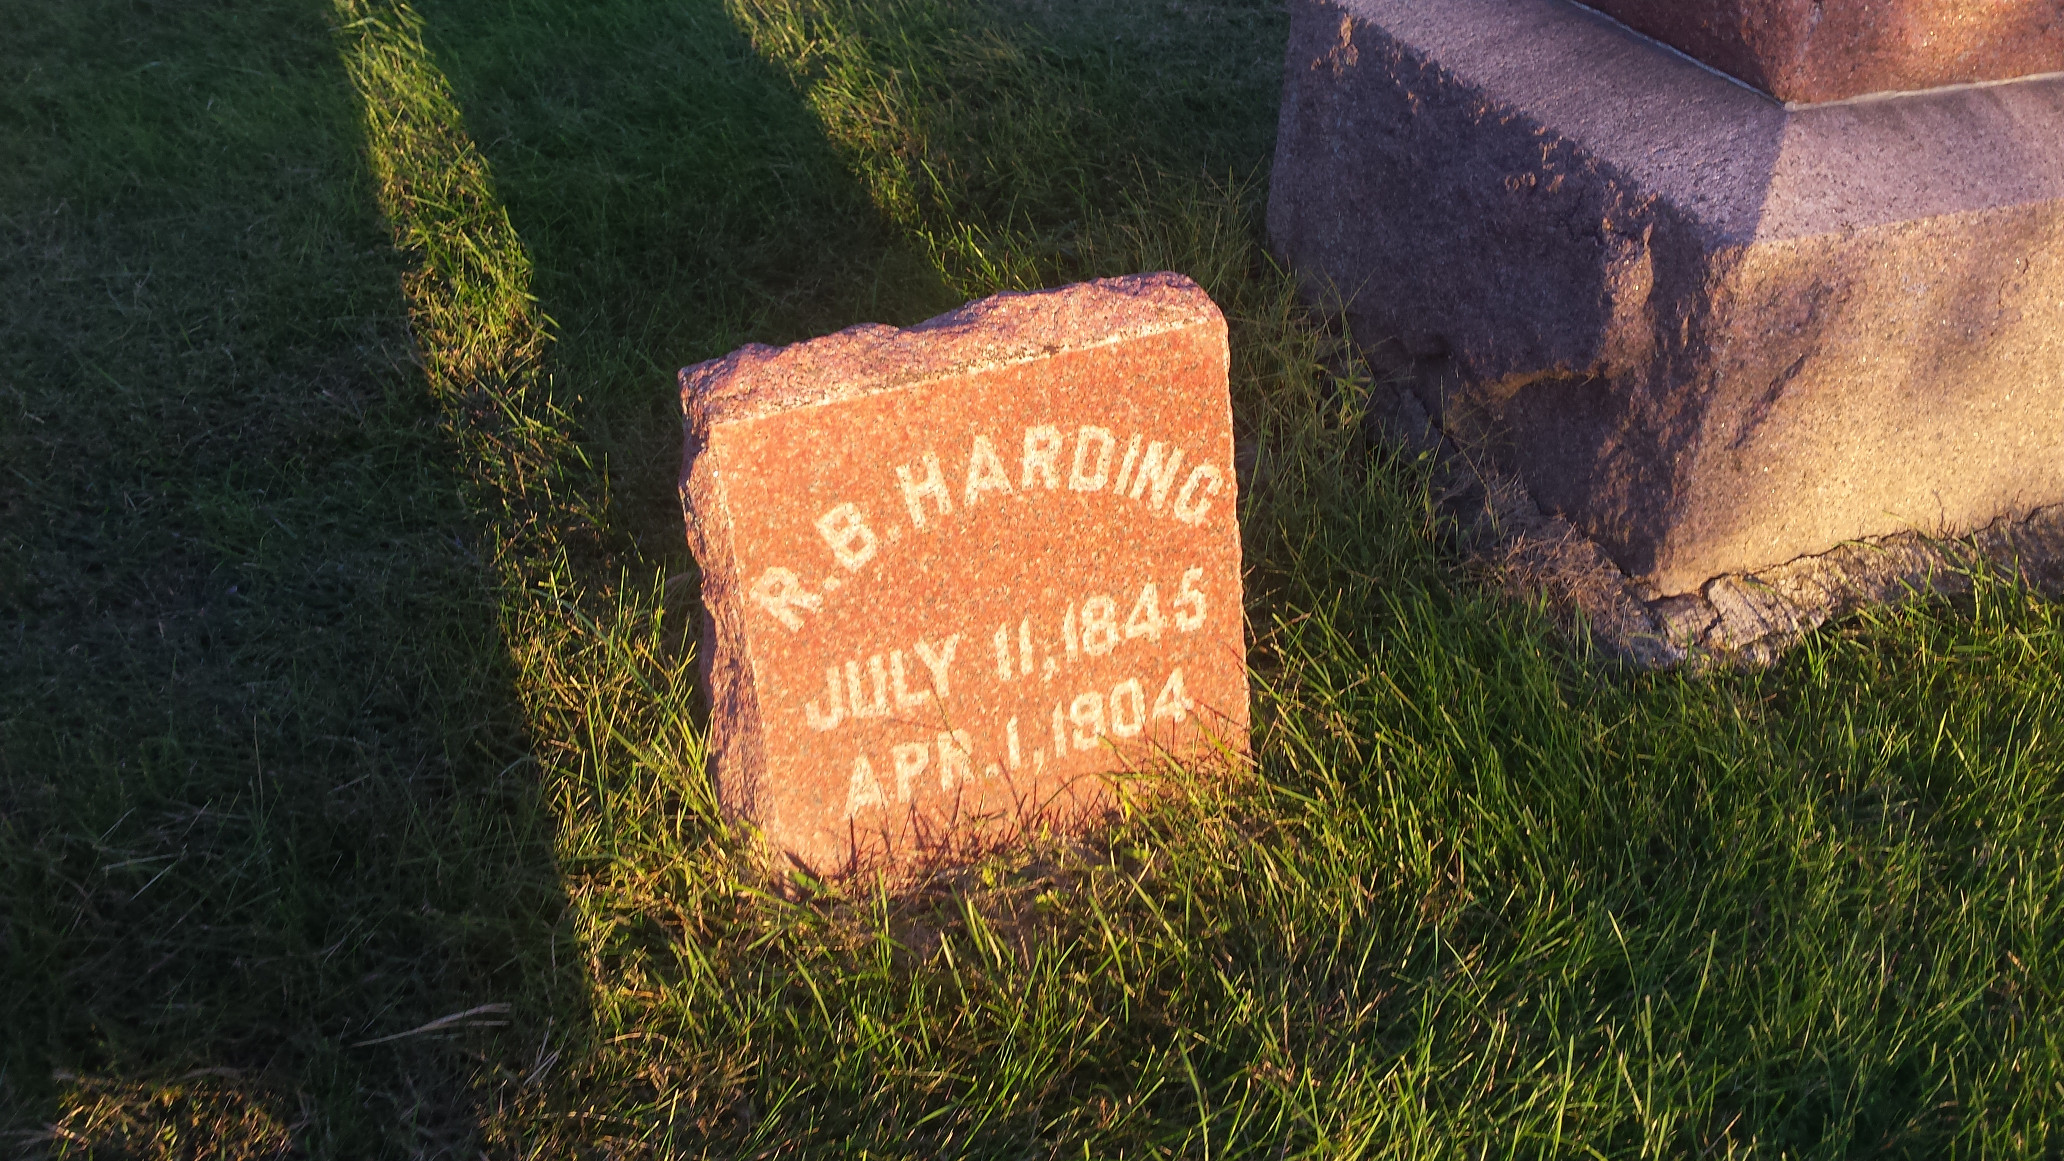 R. B. HARDING
JULY 11, 1845
APR. 1, 1904